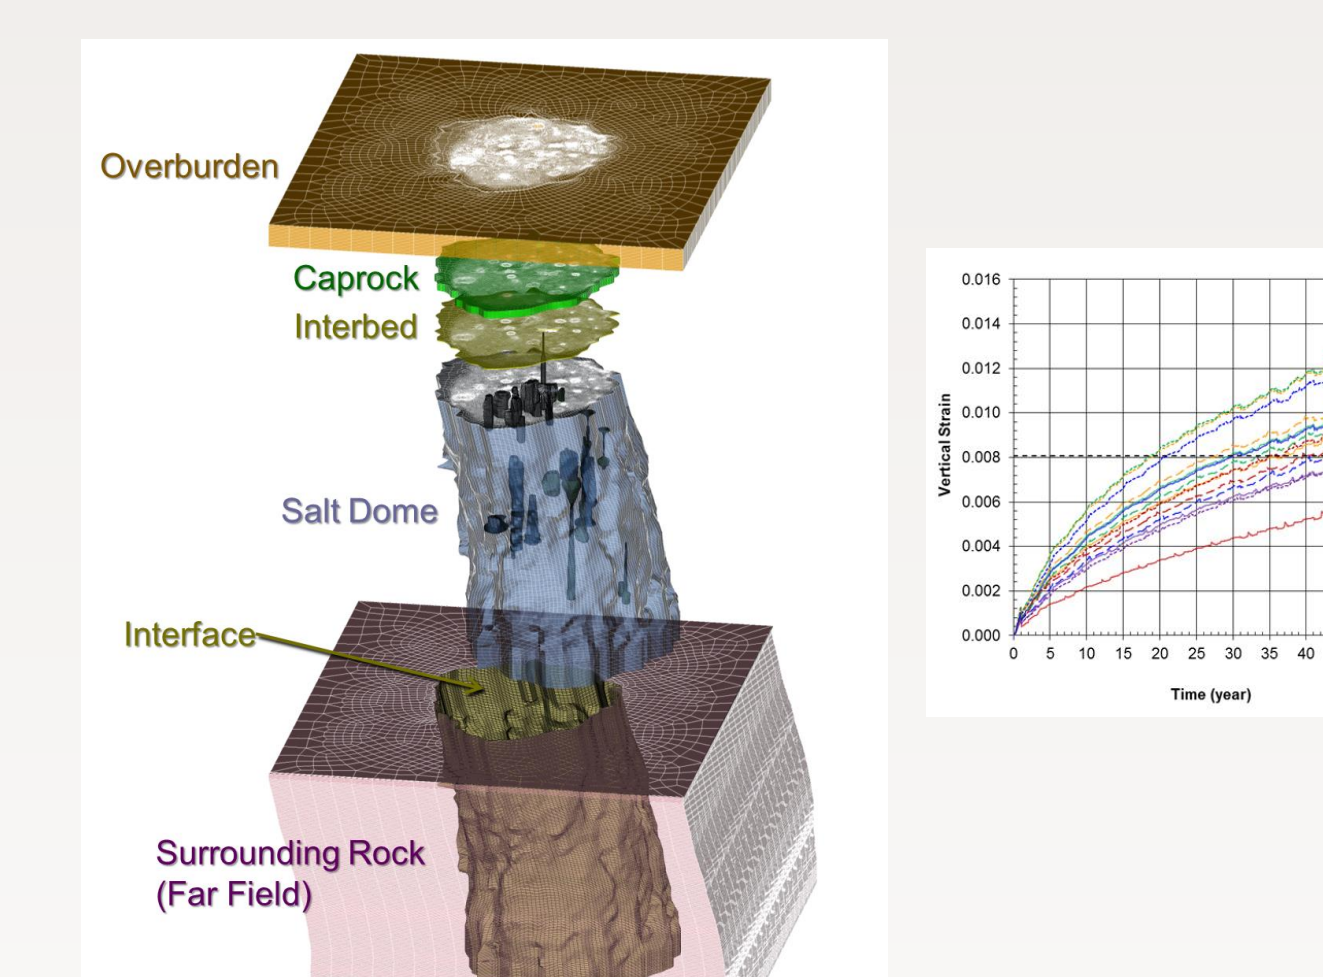 Overburden
Caprock
Interbed
Salt Dome
Interface
Surrounding Rock
(Far Field)
0.016
0.014
0.012
0.010
0.008
0.006
0.004
0.002
0.000
Vertical Strain
0 5 10 15 20 25 30 35 40
Time (year)